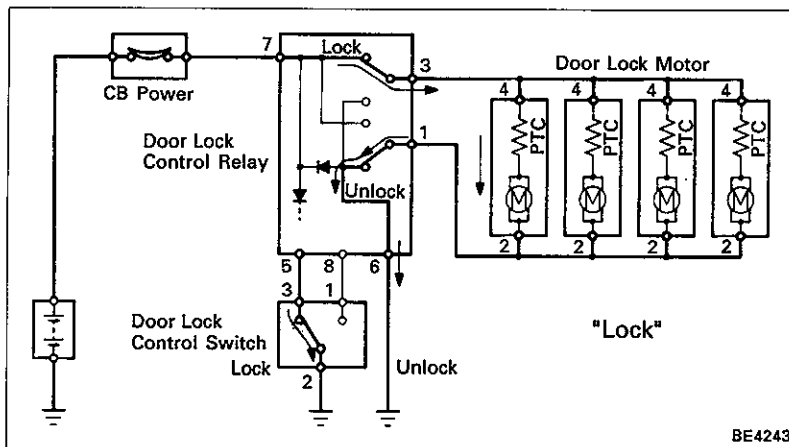 7
Lock
3
Door Lock Motor
CB Power
4 4 4 4
Door Lock
Control Relay
1
PTC PTC PTC PTC
M M M M
Unlock
2 2 2 2
5 8 6
3 1
Door Lock
Control Switch
"Lock"
Lock
2
Unlock
BE4243